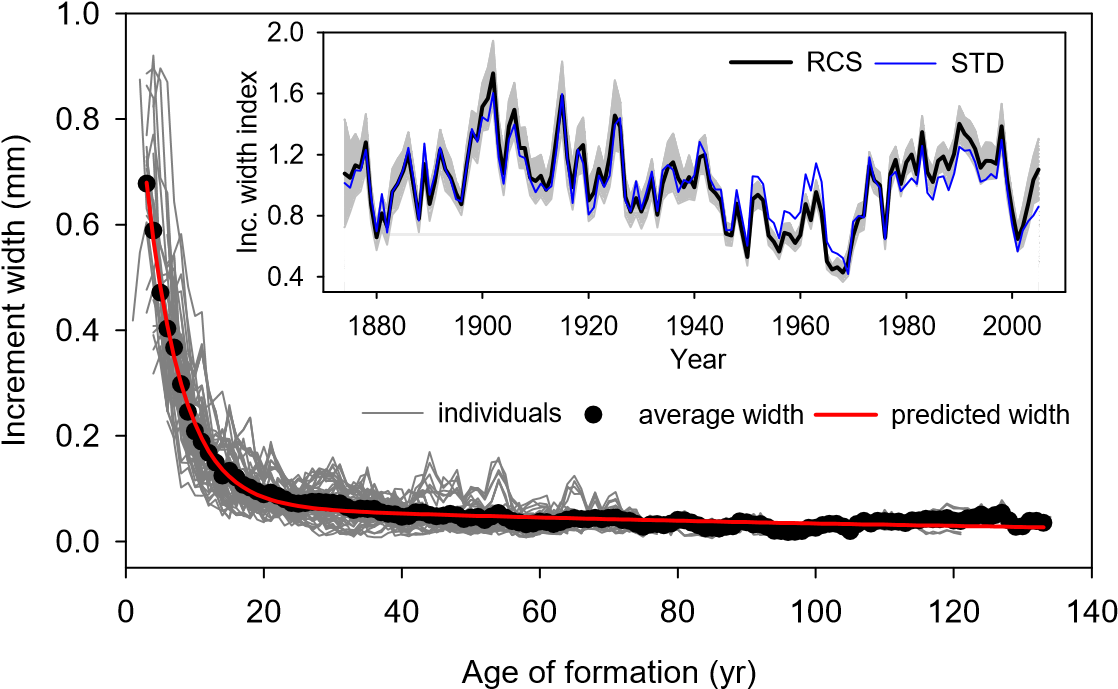 1.0
0.8
0.6
0.4
0.2
0.0
Increment width (mm)
2.0
1.6
1.2
0.8
0.4
Inc. width index
RCS STD
1880 1900 1920 1940 1960 1980 2000
Year
individuals average width predicted width
0 20 40 60 80 100 120 140
Age of formation (yr)